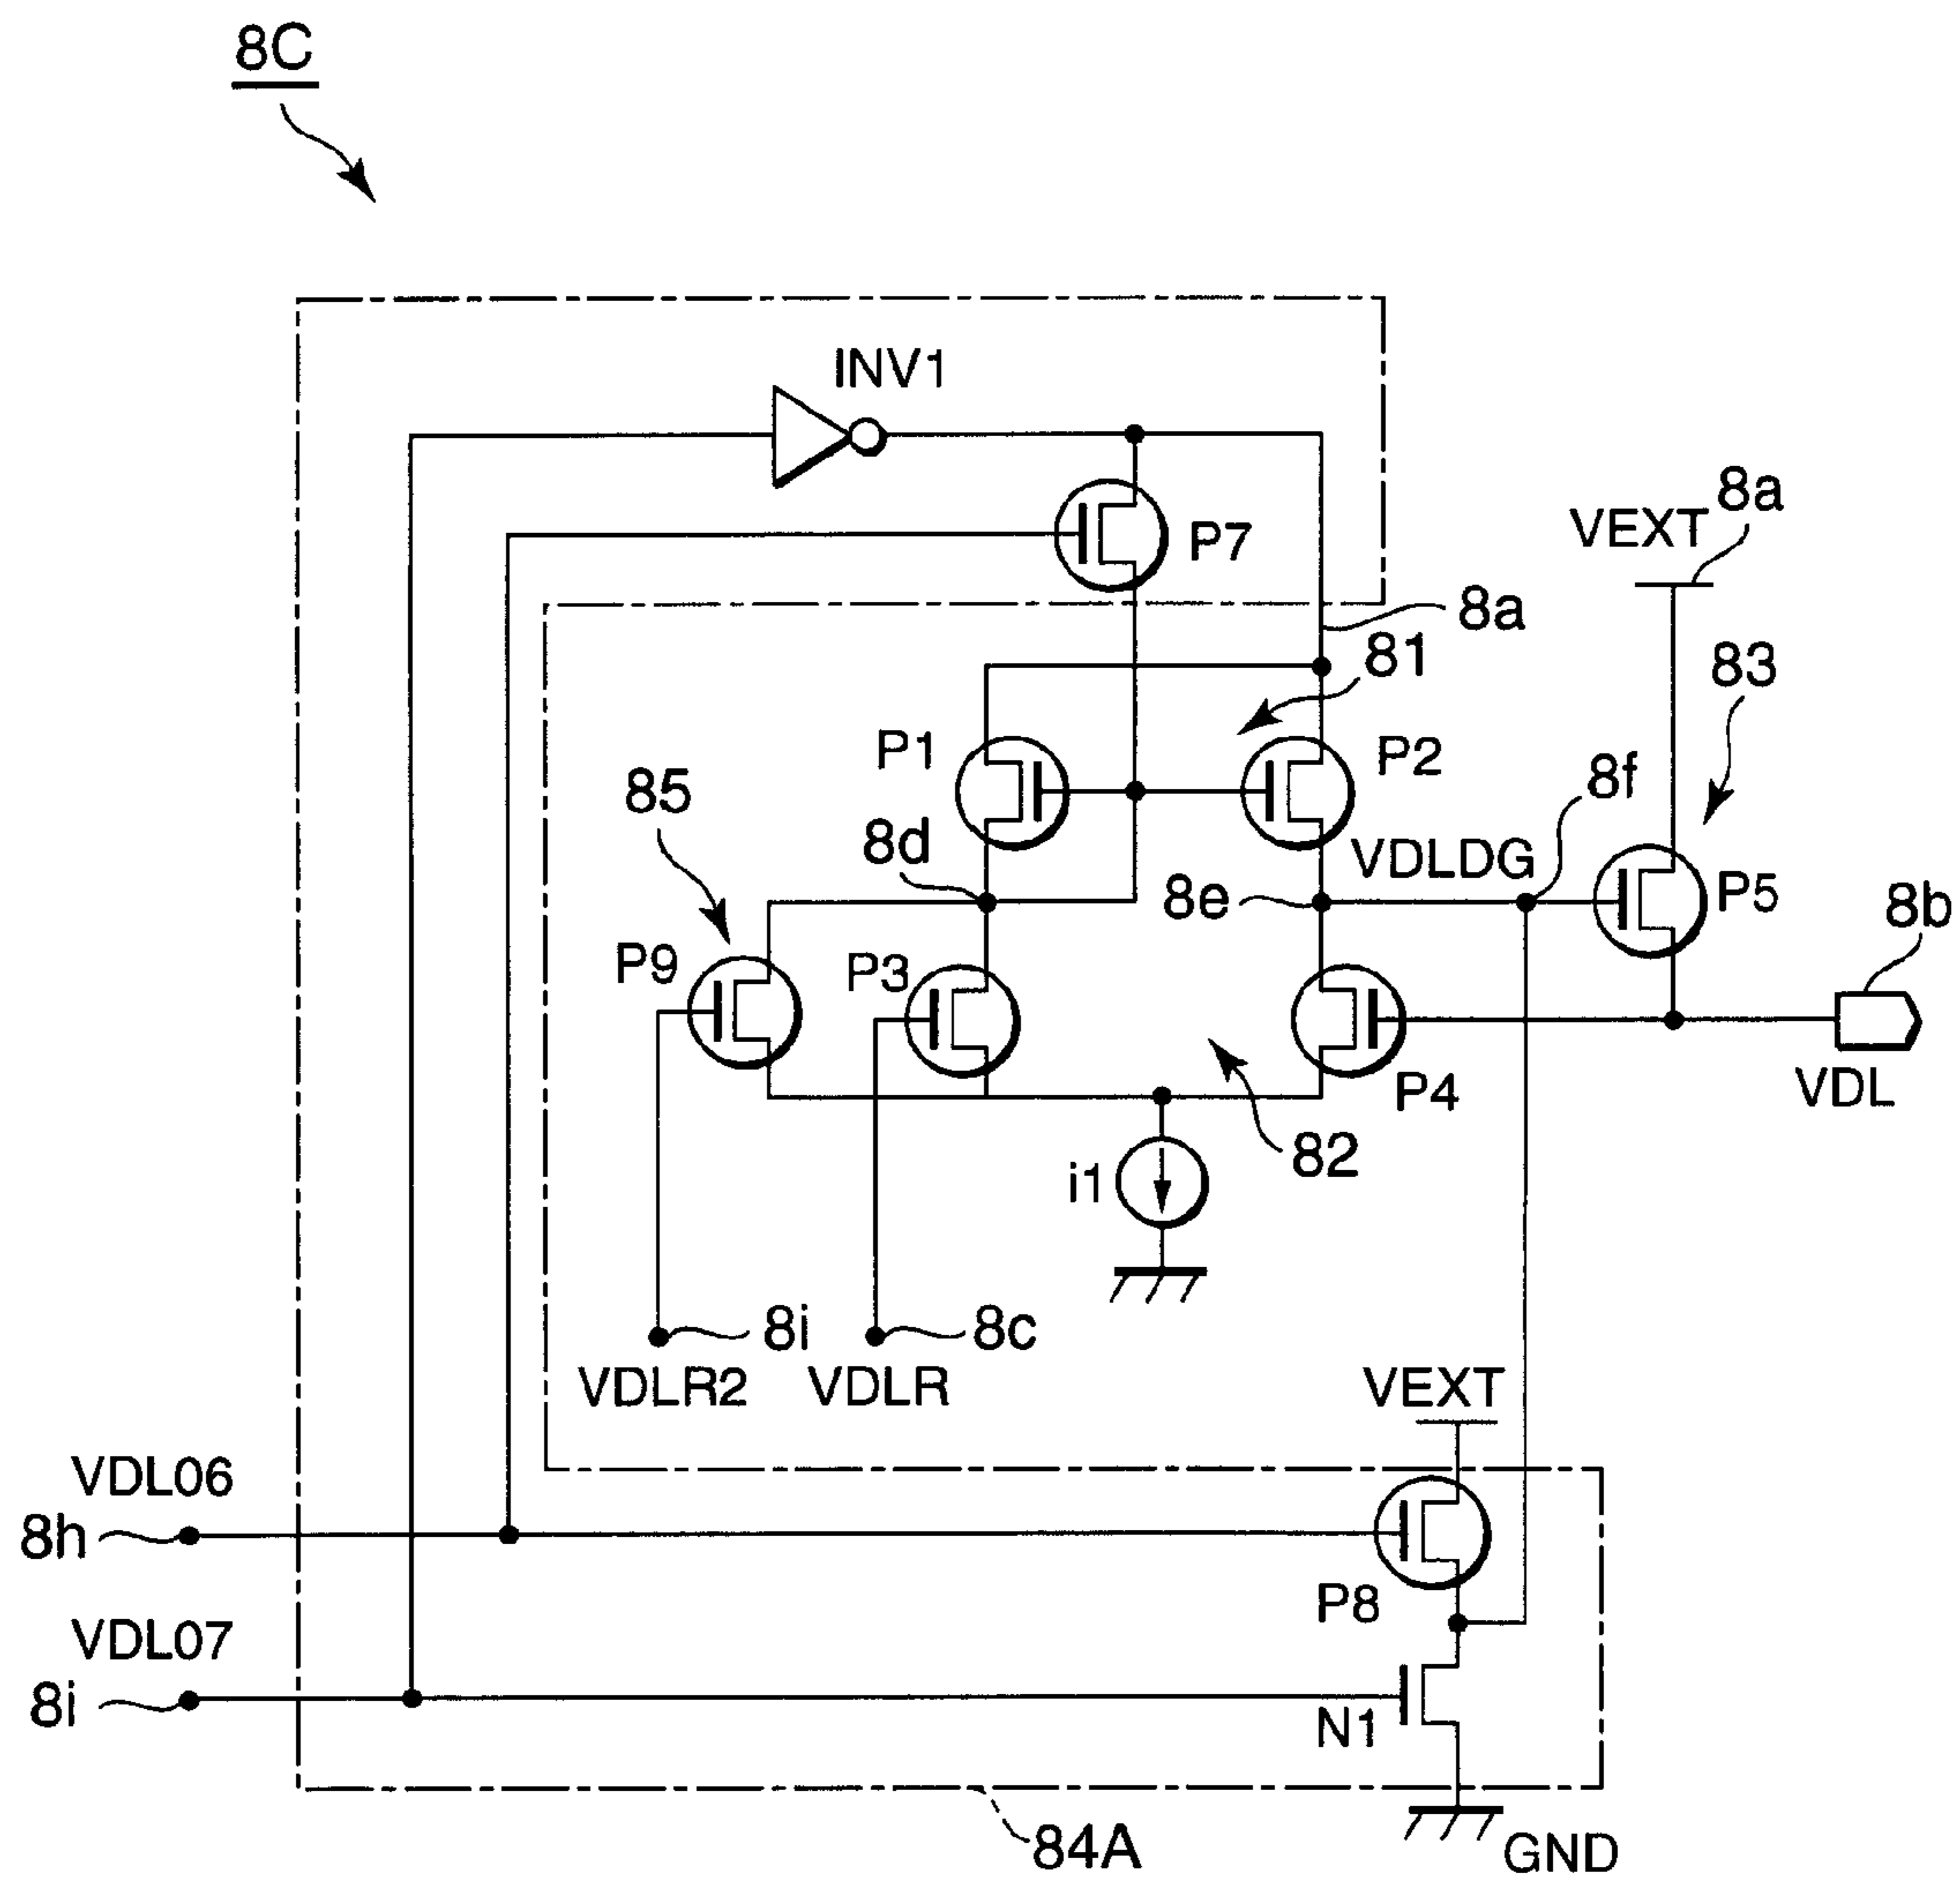 8C
INV1
P7
VEXT
8a
8a
81
83
P1
P2
85
8f
8d
VDLDG
8e
P5
8b
P9
P3
P4
VDL
82
i1
8i
8c
VDLR2
VDLR
VEXT
VDL06
8h
P8
VDL07
8i
N1
84A
GND